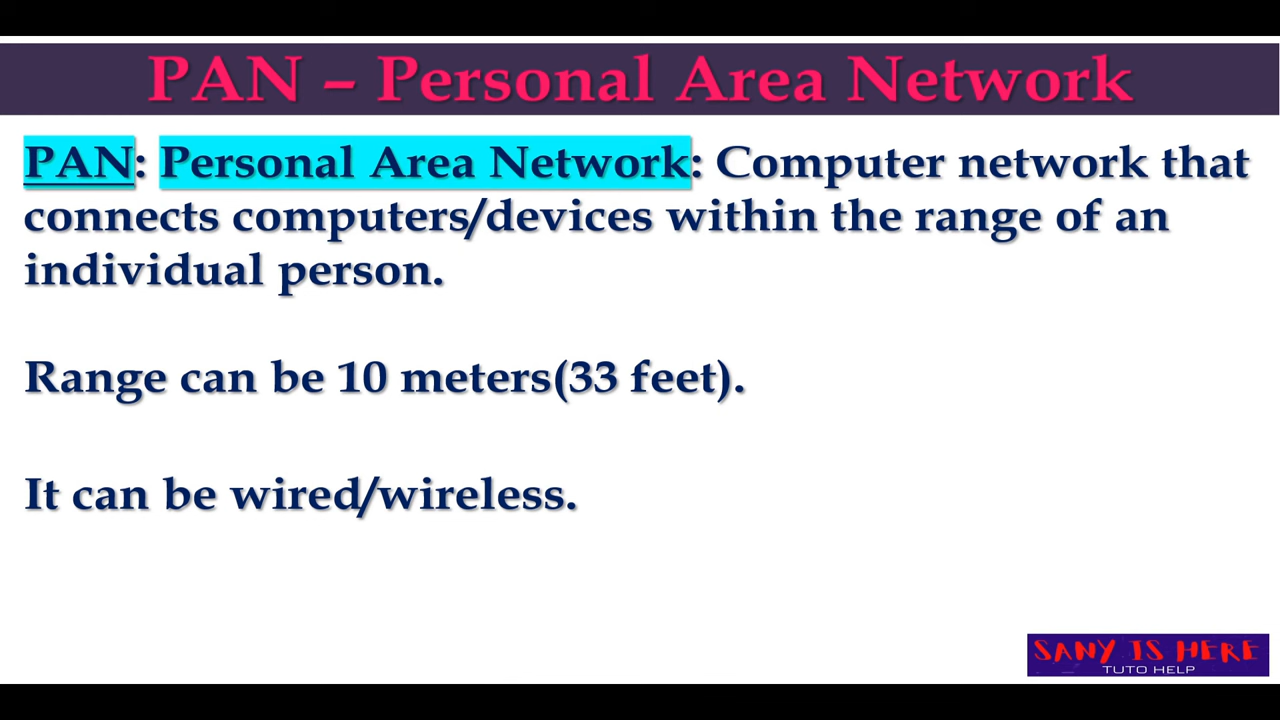 PAN – Personal Area Network
PAN: Personal Area Network: Computer network that
connects computers/devices within the range of an
individual person.
Range can be 10 meters(33 feet).
It can be wired/wireless.
SANY IS HERE
TUTO HELP